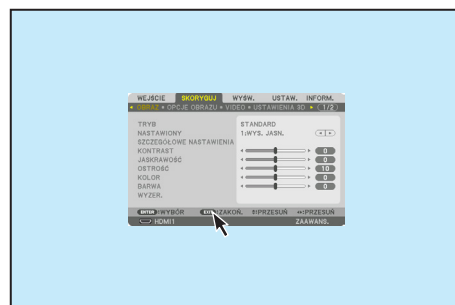 WEJŚCIE SKORYGUJ WYŚW. USTAW. INFORM.
OBRAZ • OPCJE OBRAZU • VIDEO • USTAWIENIA 3D 1/2
TRYB STANDARD
NASTAWIONY 1:WYS. JASN.
SZCZEGÓŁOWE NASTAWIENIA
KONTRAST 0
JASKRAWOŚĆ 0
OSTROŚĆ 10
KOLOR 0
BARWA 0
WYZER.
ENTER :WYBÓR EXIT :ZAKOŃ. ↕:PRZESUŃ ↔:PRZESUŃ
HDMI1 ZAAWANS.